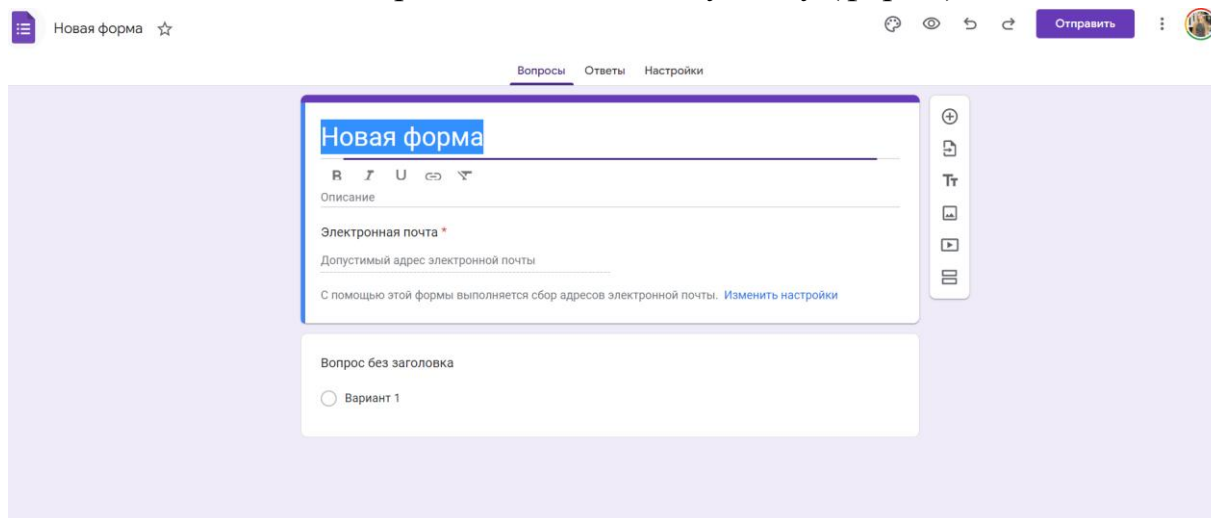 Новая форма
Отправить
Вопросы Ответы Настройки
Новая форма
B I U
Описание
Электронная почта *
Допустимый адрес электронной почты
С помощью этой формы выполняется сбор адресов электронной почты. Изменить настройки
Тт
Вопрос без заголовка
Вариант 1